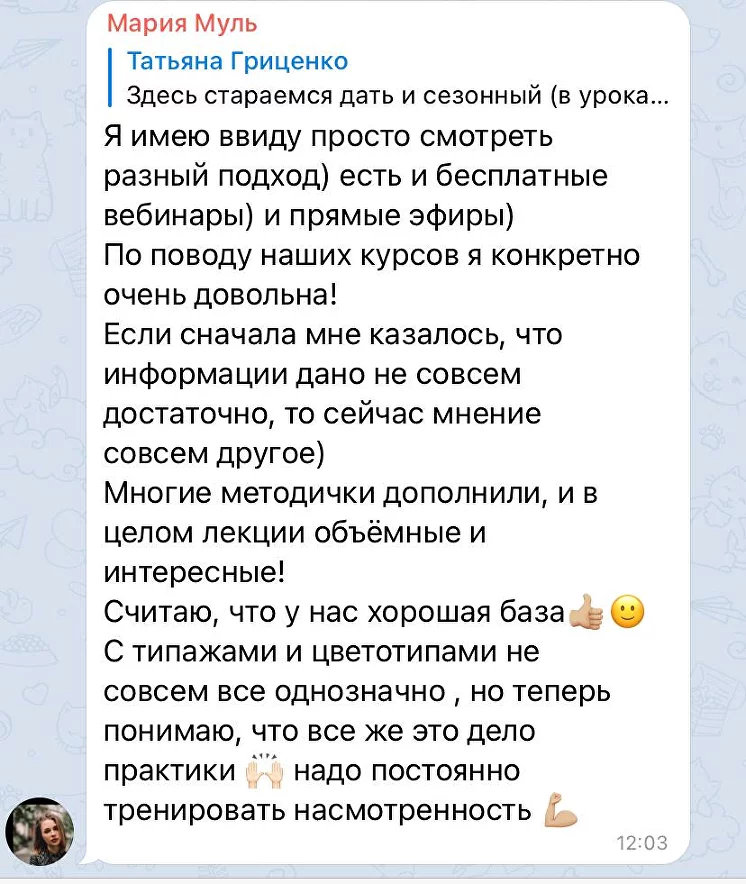 Мария Муль
Татьяна Гриценко
Здесь стараемся дать и сезонный (в урока...
Я имею ввиду просто смотреть
разный подход) есть и бесплатные
вебинары) и прямые эфиры)
По поводу наших курсов я конкретно
очень довольна!
Если сначала мне казалось, что
информации дано не совсем
достаточно, то сейчас мнение
совсем другое)
Многие методички дополнили, и в
целом лекции объёмные и
интересные!
Считаю, что у нас хорошая база👍🏼🙂
С типажами и цветотипами не
совсем все однозначно , но теперь
понимаю, что все же это дело
практики 🙌🏻 надо постоянно
тренировать насмотренность 💪🏼
12:03